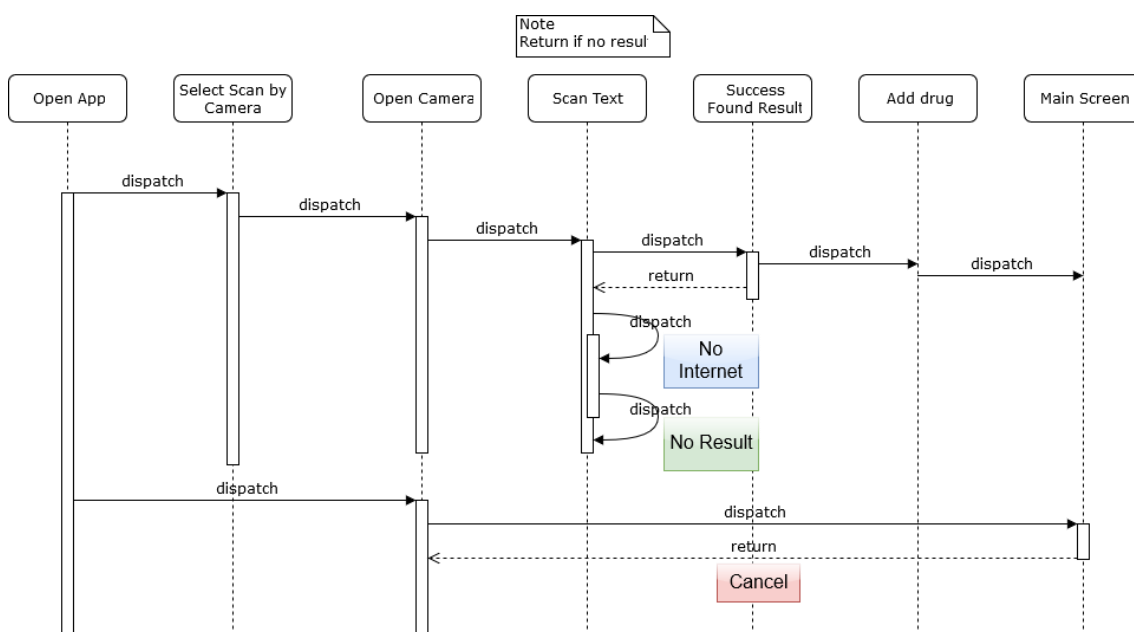 Note
Return if no resul
Open App
Select Scan by
Camera
Open Camera
Scan Text
Success
Found Result
Add drug
Main Screen
dispatch
dispatch
dispatch
dispatch
dispatch
dispatch
return
dispatch
No
Internet
dispatch
No Result
dispatch
dispatch
return
Cancel